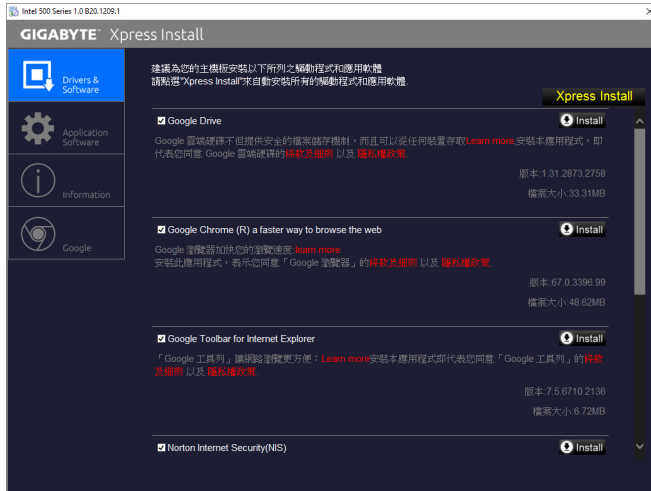 Intel 500 Series 1.0 B20.1209.1
GIGABYTE™ Xpress Install
Drivers & Software
Application Software
Information
Google
建議為您的主機板安裝以下所列之驅動程式和應用軟體
請點選"Xpress Install"來自動安裝所有的驅動程式和應用軟體.
Xpress Install
Google Drive
Install
Google 雲端硬碟不但提供安全的檔案儲存機制，而且可以從任何裝置存取Learn more.安裝本應用程式，即
代表您同意 Google 雲端硬碟的條款及細則 以及 隱私權政策.
版本:1.31.2873.2758
檔案大小:33.31MB
Google Chrome (R) a faster way to browse the web
Install
Google 瀏覽器加快您的瀏覽速度.learn more
安裝此應用程式，表示您同意「Google 瀏覽器」的條款及細則 以及 隱私權政策.
版本:67.0.3396.99
檔案大小:48.62MB
Google Toolbar for Internet Explorer
Install
「Google 工具列」讓網路瀏覽更方便：Learn more安裝本應用程式即代表您同意「Google 工具列」的條款
及細則 以及 隱私權政策.
版本:7.5.6710.2136
檔案大小:6.72MB
Norton Internet Security(NIS)
Install